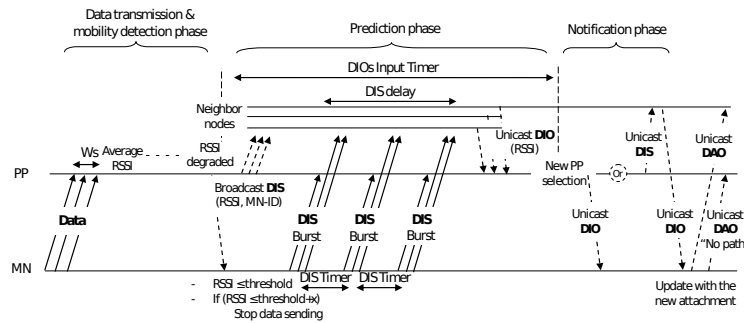 Data transmission &
mobility detection phase
Prediction phase
Notification phase
DIOs Input Timer
DIS delay
Neighbor
nodes
Ws
Average
RSSI
RSSI
degraded
Unicast DIO
(RSSI)
Unicast
DIS
Unicast
DAO
PP
Broadcast DIS
(RSSI, MN-ID)
New PP
selection
Or
Data
DIS
Burst
DIS
Burst
DIS
Burst
Unicast
DIO
Unicast
DIO
Unicast
DAO
“No path”
MN
- RSSI ≤threshold
- If (RSSI ≤threshold+x)
Stop data sending
DIS Timer
DIS Timer
Update with the
new attachment